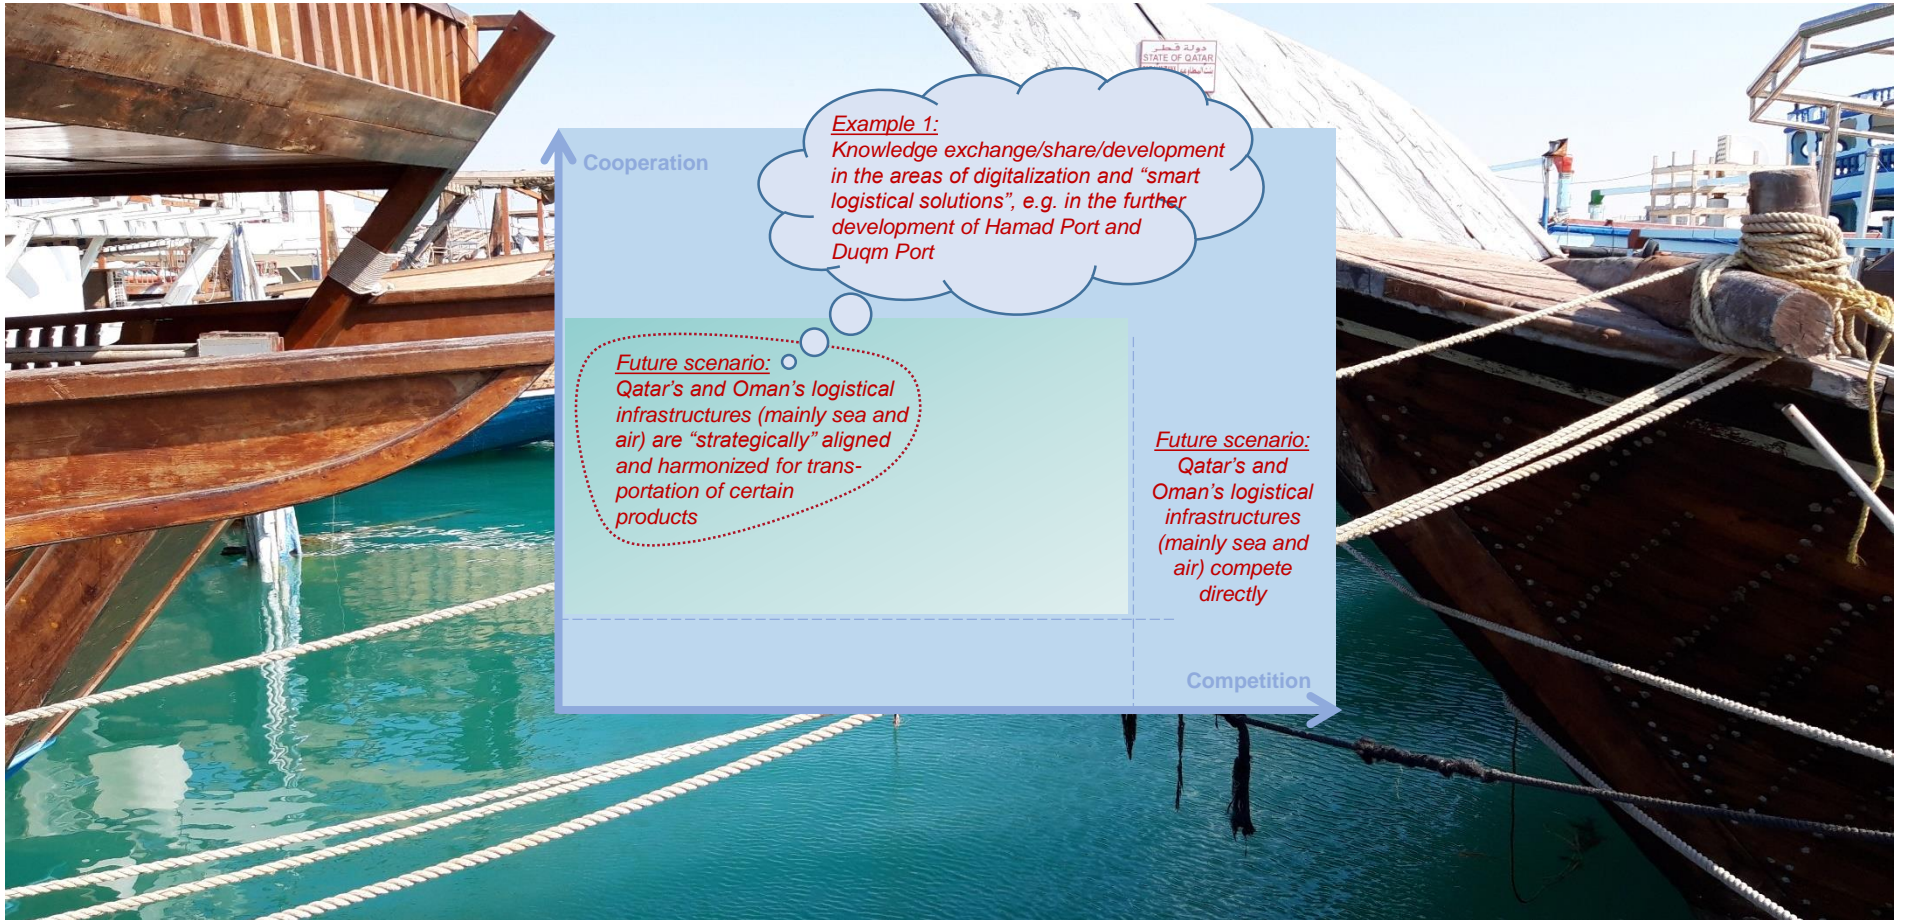 دولة قطر
STATE OF QATAR
Example 1:
Knowledge exchange/share/development
in the areas of digitalization and “smart
logistical solutions”, e.g. in the further
development of Hamad Port and
Duqm Port
Cooperation
Future scenario:
Qatar’s and Oman’s logistical
infrastructures (mainly sea and
air) are “strategically” aligned
and harmonized for trans-
portation of certain
products
Future scenario:
Qatar’s and
Oman’s logistical
infrastructures
(mainly sea and
air) compete
directly
Competition